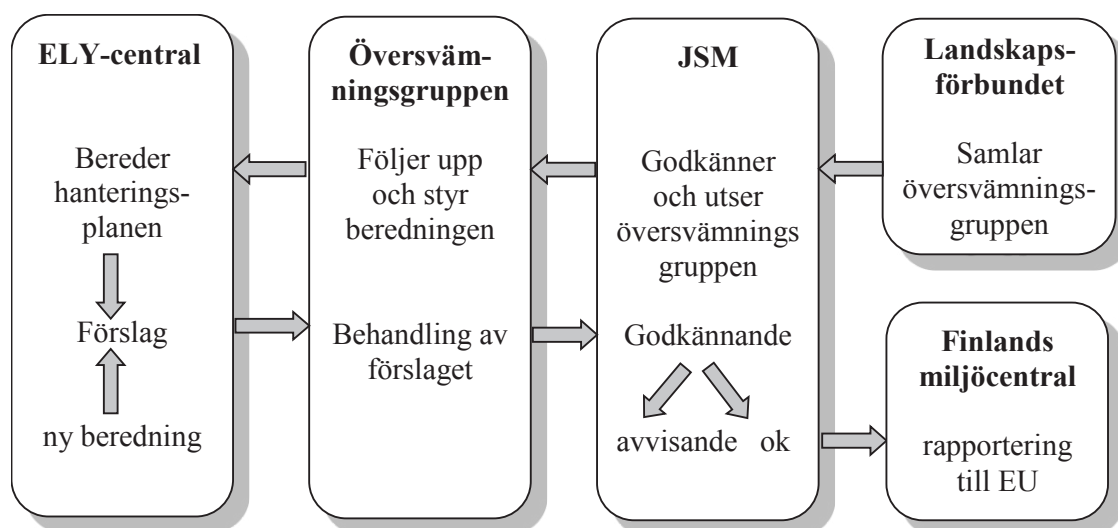 ELY-central
Bereder
hanterings-
planen
Förslag
ny beredning
Översväm-
ningsgruppen
Följer upp
och styr
beredningen
Behandling av
förslaget
JSM
Godkänner
och utser
översvämnings
gruppen
Godkännande
avvisande ok
Landskaps-
förbundet
Samlar
översvämnings-
gruppen
Finlands
miljöcentral
rapportering
till EU